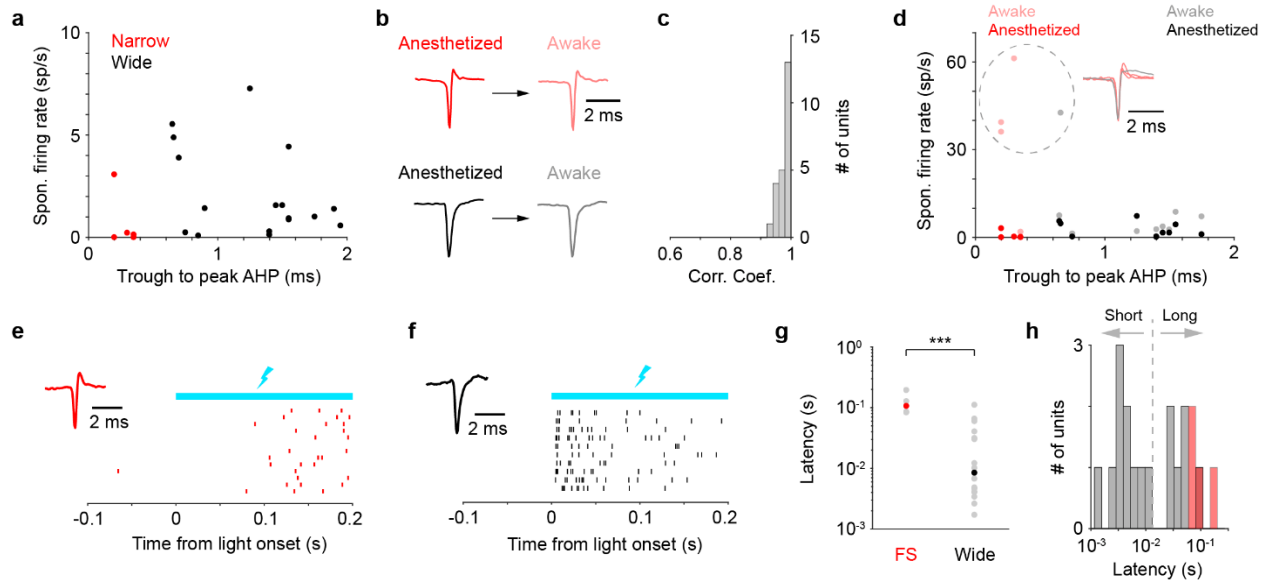 a
10
5
0
Spon. firing rate (sp/s)
Narrow
Wide
0
1
2
Trough to peak AHP (ms)
b
Anesthetized
Awake
2 ms
Anesthetized
Awake
c
15
10
5
0
# of units
0.6
0.8
1
Corr. Coef.
d
Awake
Anesthetized
Awake
Anesthetized
60
30
0
Spon. firing rate (sp/s)
2 ms
0
1
2
Trough to peak AHP (ms)
e
2 ms
-0.1
0
0.1
0.2
Time from light onset (s)
f
2 ms
-0.1
0
0.1
0.2
Time from light onset (s)
g
***
10⁰
10⁻¹
10⁻²
10⁻³
Latency (s)
FS
Wide
h
Short
Long
3
0
# of units
10⁻³
10⁻²
10⁻¹
Latency (s)